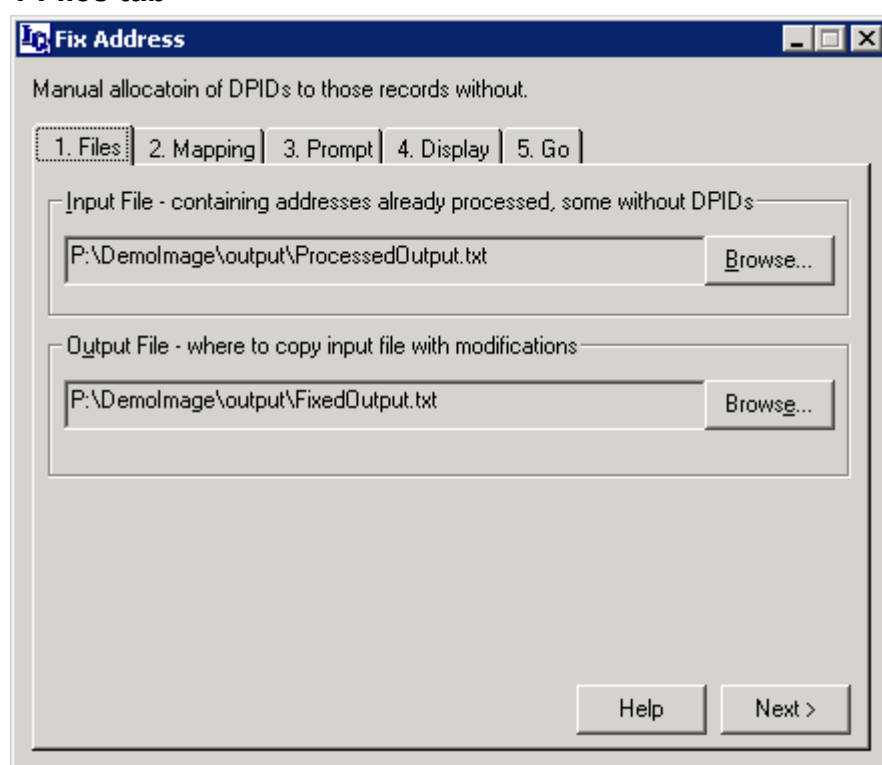 Fix Address
Manual allocatoin of DPIDs to those records without.
1. Files 2. Mapping 3. Prompt 4. Display 5. Go
Input File - containing addresses already processed, some without DPIDs
P:\DemoImage\output\ProcessedOutput.txt Browse...
Output File - where to copy input file with modifications
P:\DemoImage\output\FixedOutput.txt Browse...
Help Next >